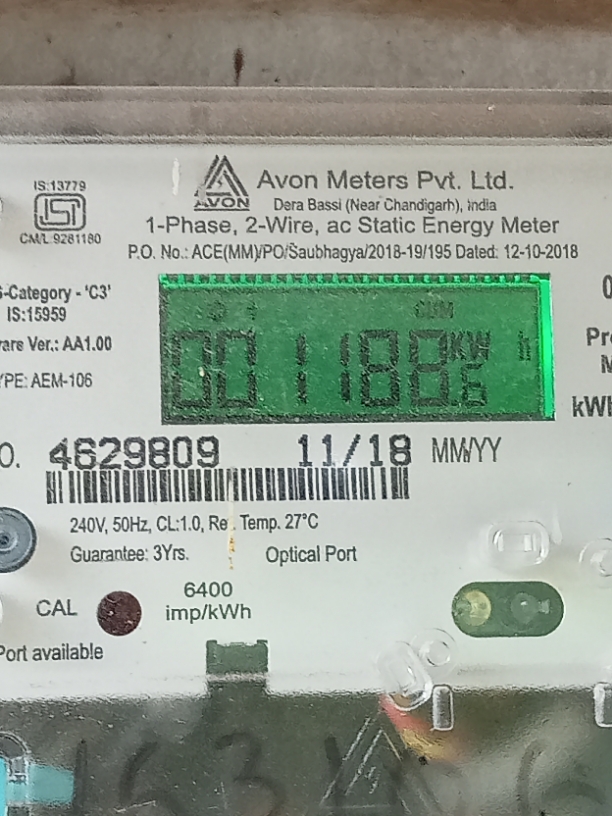 IS:13779
ISI
CM/L 9281180
AVON
Avon Meters Pvt. Ltd.
Dera Bassi (Near Chandigarh), India
1-Phase, 2-Wire, ac Static Energy Meter
P.O. No.: ACE(MM)/PO/Saubhagya/2018-19/195 Dated: 12-10-2018
-Category - 'C3'
IS:15959
are Ver.: AA1.00
YPE: AEM-106
CUM
001188.6 KW h
kWh
O. 4629809 11/18 MM/YY
240V, 50Hz, CL:1.0, Re. Temp. 27°C
Guarantee: 3Yrs. Optical Port
CAL
6400
imp/kWh
Port available